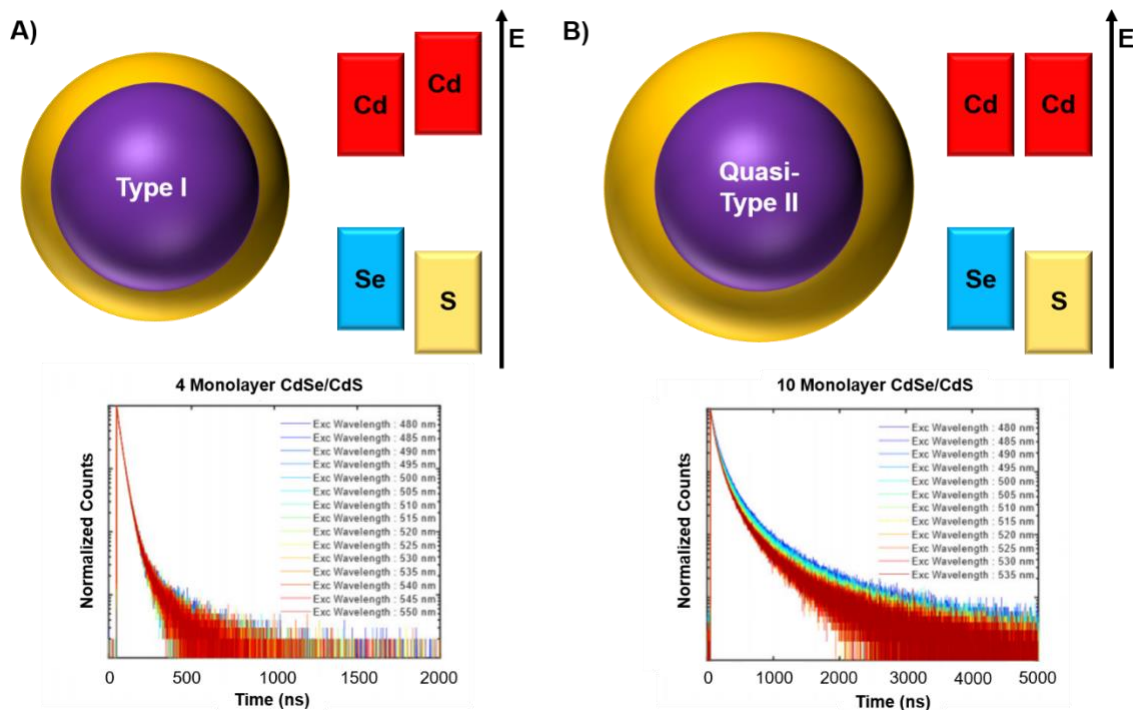 A)
E
Cd
Cd
Type I
Se
S
B)
E
Cd
Cd
Quasi-
Type II
Se
S
4 Monolayer CdSe/CdS
Normalized Counts
Exc Wavelength : 480 nm
Exc Wavelength : 485 nm
Exc Wavelength : 490 nm
Exc Wavelength : 495 nm
Exc Wavelength : 500 nm
Exc Wavelength : 505 nm
Exc Wavelength : 510 nm
Exc Wavelength : 515 nm
Exc Wavelength : 520 nm
Exc Wavelength : 525 nm
Exc Wavelength : 530 nm
Exc Wavelength : 535 nm
Exc Wavelength : 540 nm
Exc Wavelength : 545 nm
Exc Wavelength : 550 nm
0 500 1000 1500 2000
Time (ns)
10 Monolayer CdSe/CdS
Normalized Counts
Exc Wavelength : 480 nm
Exc Wavelength : 485 nm
Exc Wavelength : 490 nm
Exc Wavelength : 495 nm
Exc Wavelength : 500 nm
Exc Wavelength : 505 nm
Exc Wavelength : 510 nm
Exc Wavelength : 515 nm
Exc Wavelength : 520 nm
Exc Wavelength : 525 nm
Exc Wavelength : 530 nm
Exc Wavelength : 535 nm
0 1000 2000 3000 4000 5000
Time (ns)